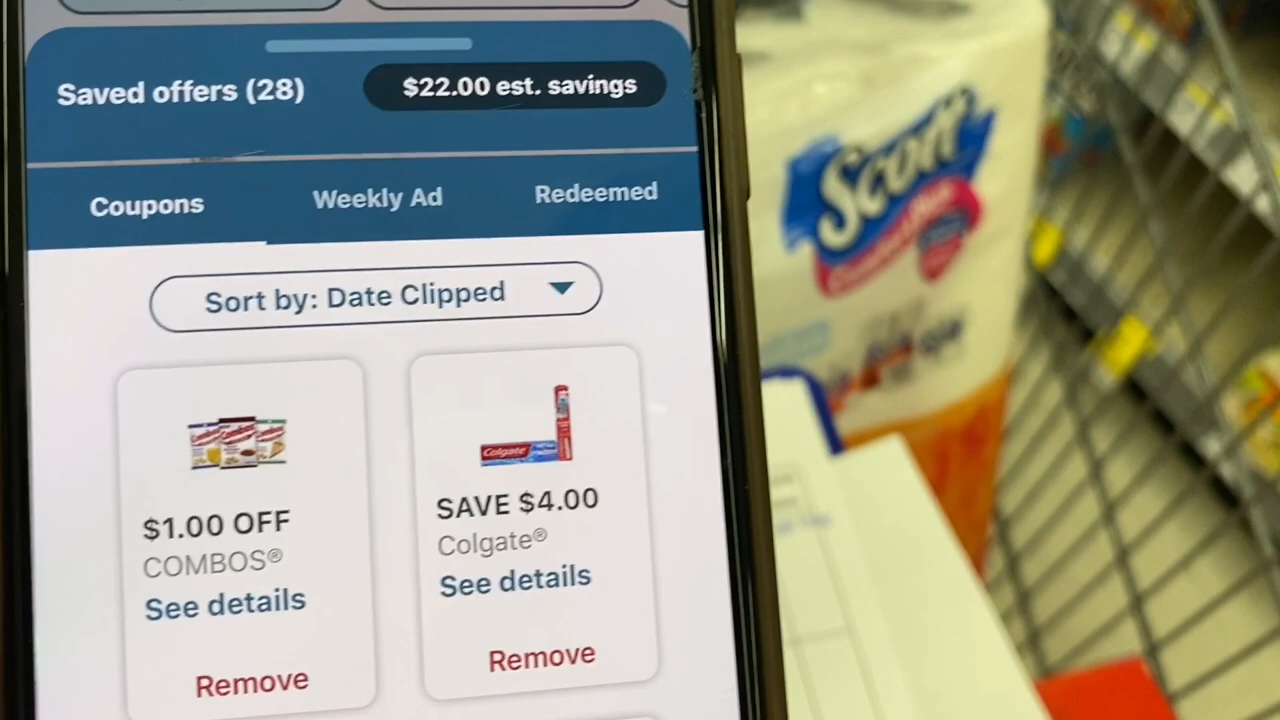 Saved offers (28)
$22.00 est. savings
Coupons
Weekly Ad
Redeemed
Sort by: Date Clipped
$1.00 OFF
COMBOS®
See details
Remove
Colgate
SAVE $4.00
Colgate®
See details
Remove
Scott